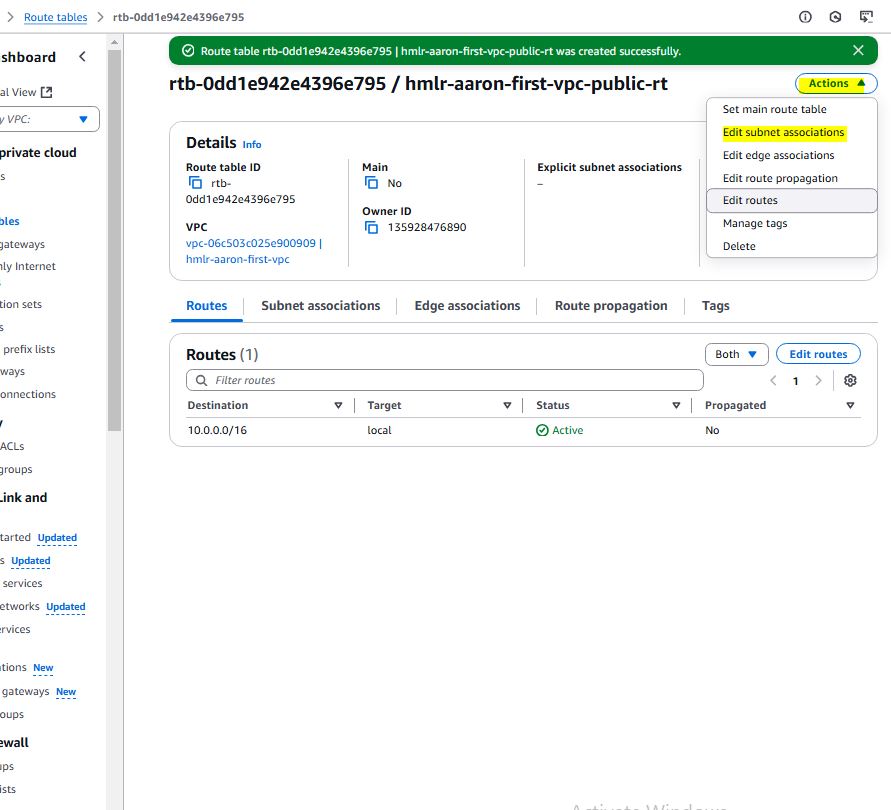 Route tables
rtb-0dd1e942e4396e795
shboard
al View
y VPC:
private cloud
s
les
gateways
nly Internet
tion sets
s
prefix lists
ways
onnections
y
ACLs
groups
Link and
tarted Updated
s Updated
services
etworks Updated
ervices
tions New
gateways New
oups
ewall
ups
ists
Route table rtb-0dd1e942e4396e795 | hmlr-aaron-first-vpc-public-rt was created successfully.
rtb-0dd1e942e4396e795 / hmlr-aaron-first-vpc-public-rt
Actions
Set main route table
Edit subnet associations
Edit edge associations
Edit route propagation
Edit routes
Manage tags
Delete
Details Info
Route table ID
rtb-
0dd1e942e4396e795
Main
No
Explicit subnet associations
–
VPC
vpc-06c503c025e900909 |
hmlr-aaron-first-vpc
Owner ID
135928476890
Routes
Subnet associations
Edge associations
Route propagation
Tags
Routes (1)
Both
Edit routes
Filter routes
1
Destination Target Status Propagated
10.0.0.0/16 local Active No
Activate Windows